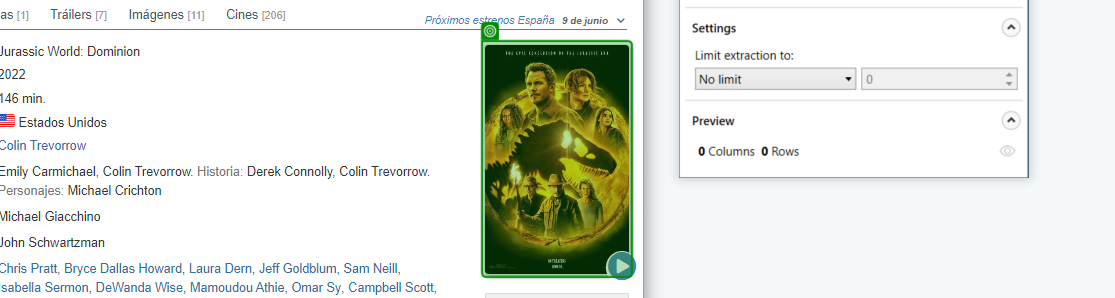 as [1] Tráilers [7] Imágenes [11] Cines [206]
Próximos estrenos España 9 de junio
Jurassic World: Dominion
2022
146 min.
Estados Unidos
Colin Trevorrow
Emily Carmichael, Colin Trevorrow. Historia: Derek Connolly, Colin Trevorrow.
Personajes: Michael Crichton
Michael Giacchino
John Schwartzman
Chris Pratt, Bryce Dallas Howard, Laura Dern, Jeff Goldblum, Sam Neill,
Isabella Sermon, DeWanda Wise, Mamoudou Athie, Omar Sy, Campbell Scott,
THE EPIC CONCLUSION OF THE JURASSIC ERA
IN THEATERS
JUNE 10
Settings
Limit extraction to:
No limit 0
Preview
0 Columns 0 Rows